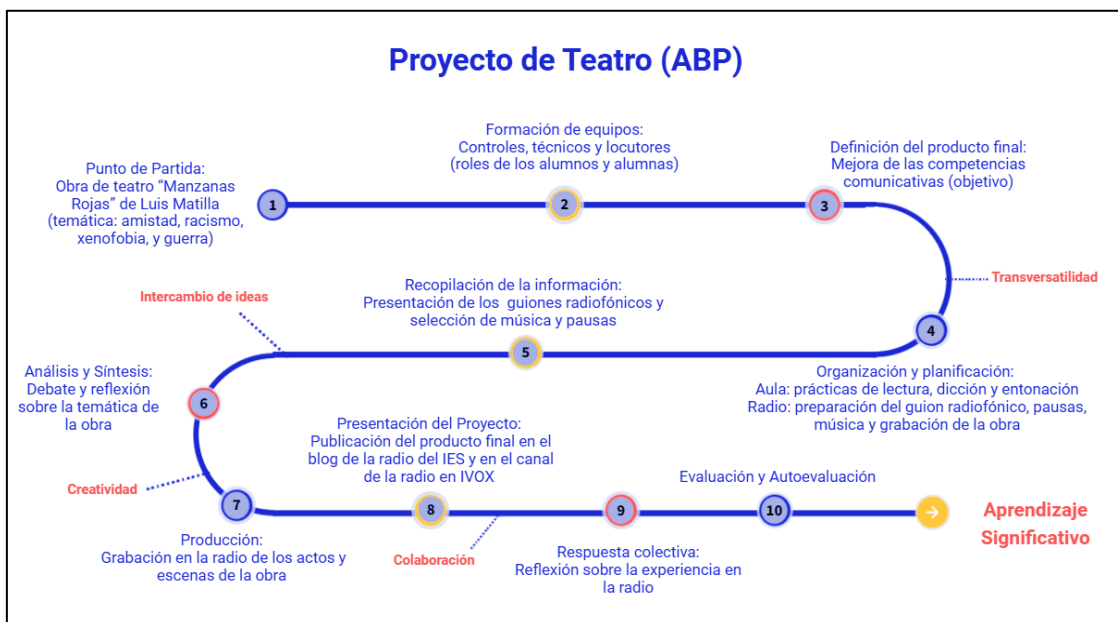 Proyecto de Teatro (ABP)
Punto de Partida:
Obra de teatro “Manzanas
Rojas” de Luis Matilla
(temática: amistad, racismo,
xenofobia, y guerra)
1
Formación de equipos:
Controles, técnicos y locutores
(roles de los alumnos y alumnas)
2
Definición del producto final:
Mejora de las competencias
comunicativas (objetivo)
3
Transversatilidad
4
Organización y planificación:
Aula: prácticas de lectura, dicción y entonación
Radio: preparación del guion radiofónico, pausas,
música y grabación de la obra
Recopilación de la información:
Presentación de los guiones radiofónicos y
selección de música y pausas
5
Intercambio de ideas
Análisis y Síntesis:
Debate y reflexión
sobre la temática de
la obra
6
Creatividad
7
Producción:
Grabación en la radio de los actos y
escenas de la obra
Presentación del Proyecto:
Publicación del producto final en el
blog de la radio del IES y en el canal
de la radio en IVOX
8
Colaboración
9
Respuesta colectiva:
Reflexión sobre la experiencia en
la radio
Evaluación y Autoevaluación
10
Aprendizaje
Significativo